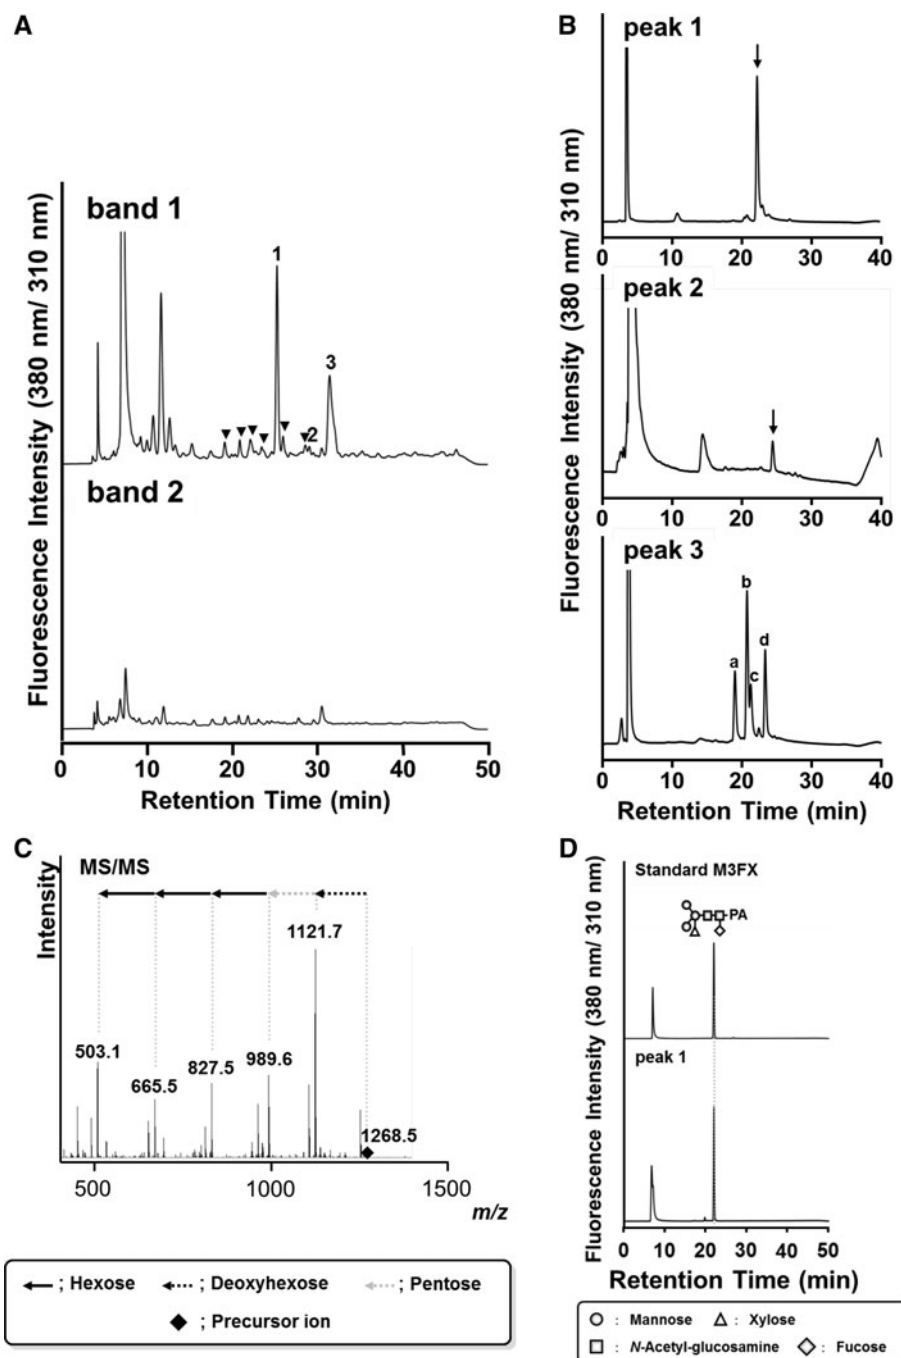 A
Fluorescence Intensity (380 nm/ 310 nm)
band 1
1
2
3
band 2
0 10 20 30 40 50
Retention Time (min)
B
Fluorescence Intensity (380 nm/ 310 nm)
peak 1
0 10 20 30 40
peak 2
0 10 20 30 40
peak 3
a
b
c
d
0 10 20 30 40
Retention Time (min)
C
Intensity
MS/MS
503.1
665.5
827.5
989.6
1121.7
1268.5
500 1000 1500
m/z
; Hexose ; Deoxyhexose ; Pentose
; Precursor ion
D
Fluorescence Intensity (380 nm/ 310 nm)
Standard M3FX
PA
peak 1
0 10 20 30 40 50
Retention Time (min)
: Mannose : Xylose
: N-Acetyl-glucosamine : Fucose